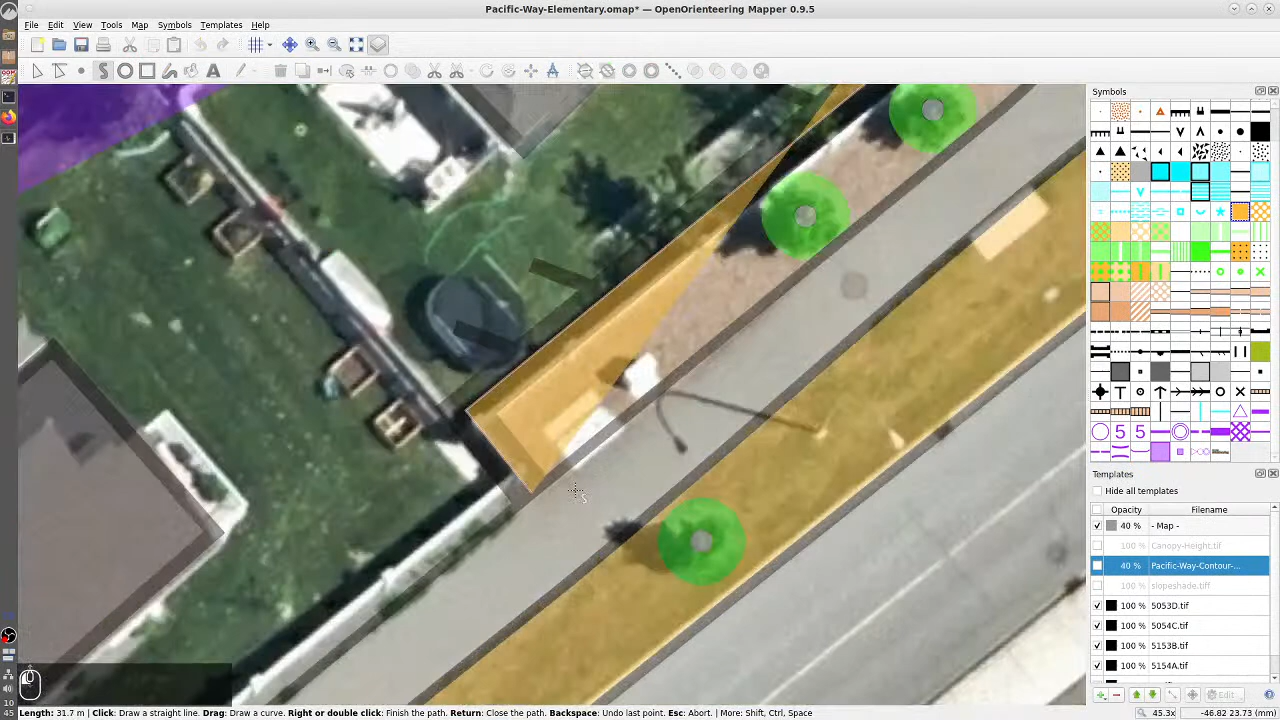 Pacific-Way-Elementary.omap* — OpenOrienteering Mapper 0.9.5
File Edit View Tools Map Symbols Templates Help
Symbols
Templates
Hide all templates
Opacity Filename
40 % - Map -
100 % Canopy-Height.tif
40 % Pacific-Way-Contour-...
100 % slopeshade.tiff
100 % 5053D.tif
100 % 5054C.tif
100 % 5153B.tif
100 % 5154A.tif
Edit...
10
45
Length: 31.7 m | Click: Draw a straight line. Drag: Draw a curve. Right or double click: Finish the path. Return: Close the path. Backspace: Undo last point. Esc: Abort. | More: Shift, Ctrl, Space
45.3x
-46.82 23.73 (mm)